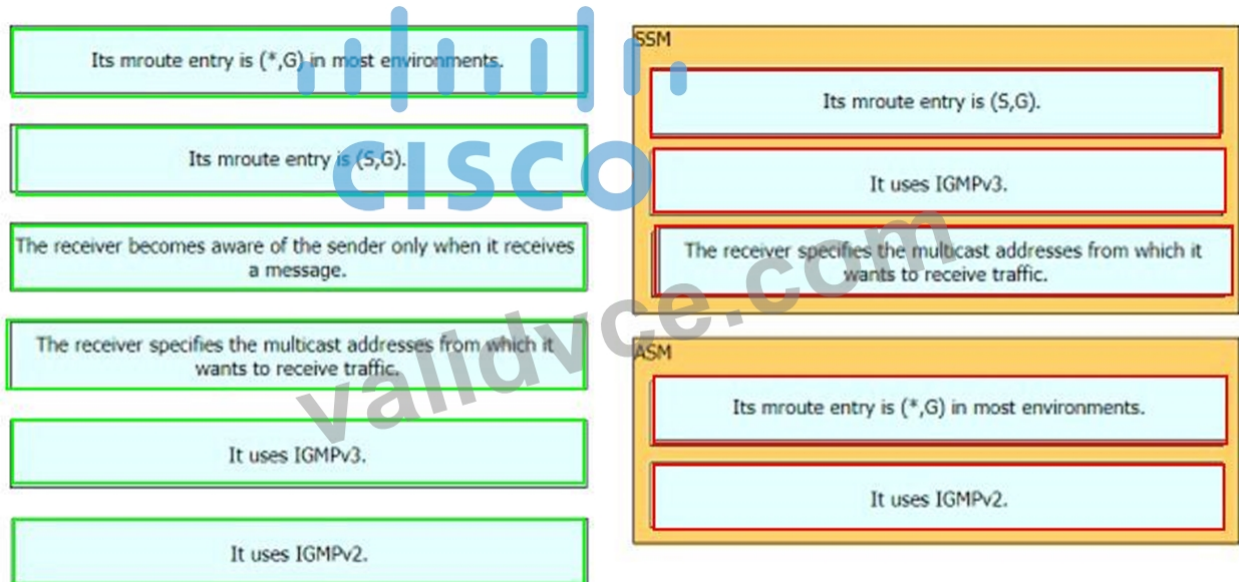 Its mroute entry is (*,G) in most environments.
Its mroute entry is (S,G).
The receiver becomes aware of the sender only when it receives
a message.
The receiver specifies the multicast addresses from which it
wants to receive traffic.
It uses IGMPv3.
It uses IGMPv2.
SSM
Its mroute entry is (S,G).
It uses IGMPv3.
The receiver specifies the multicast addresses from which it
wants to receive traffic.
ASM
Its mroute entry is (*,G) in most environments.
It uses IGMPv2.
CISCO
validvce.com